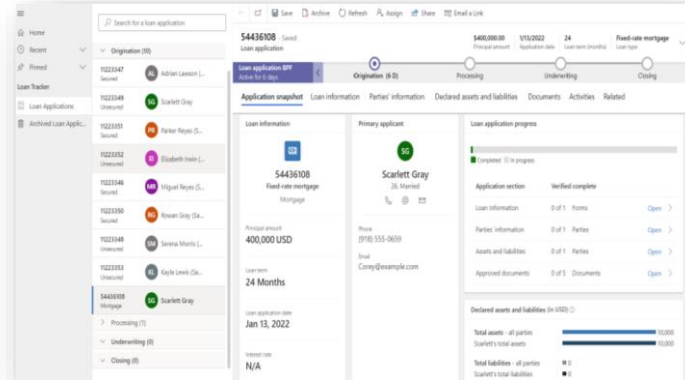 Search for a loan application
Save
Archive
Refresh
Assign
Share
Email a Link
Home
Recent
Pinned
Loan Tracker
Loan Applications
Archived Loan Applic...
Origination (10)
11223347
Secured
AL
Adrian Lawson (...
11223349
Unsecured
SG
Scarlett Gray
11223351
Secured
PR
Parker Reyes (S...
11223352
Unsecured
EI
Elizabeth Irwin (...
11223346
Secured
MR
Miguel Reyes (S...
11223350
Secured
RG
Rowan Gray (Sa...
11223348
Unsecured
SM
Serena Morris (...
11223353
Unsecured
KL
Kayla Lewis (Sa...
54436108
Mortgage
SG
Scarlett Gray
Processing (1)
Underwriting (0)
Closing (0)
54436108 - Saved
Loan application
$400,000.00
Principal amount
1/13/2022
Application date
24
Loan term (months)
Fixed-rate mortgage
Loan type
Loan application BPF
Active for 6 days
Origination (6 D)
Processing
Underwriting
Closing
Application snapshot
Loan information
Parties' information
Declared assets and liabilities
Documents
Activities
Related
Loan information
54436108
Fixed-rate mortgage
Mortgage
Principal amount
400,000 USD
Loan term
24 Months
Loan application date
Jan 13, 2022
Interest rate
N/A
Primary applicant
SG
Scarlett Gray
26, Married
Phone
(918) 555-0659
Email
Corey@example.com
Loan application progress
Completed
In progress
Application section
Verified complete
Loan information
0 of 1 Forms
Open
Parties' information
0 of 1 Parties
Open
Assets and liabilities
0 of 1 Parties
Open
Approved documents
0 of 5 Documents
Open
Declared assets and liabilities (in USD)
Total assets - all parties
10,000
Scarlett's total assets
10,000
Total liabilities - all parties
0
Scarlett's total liabilities
0